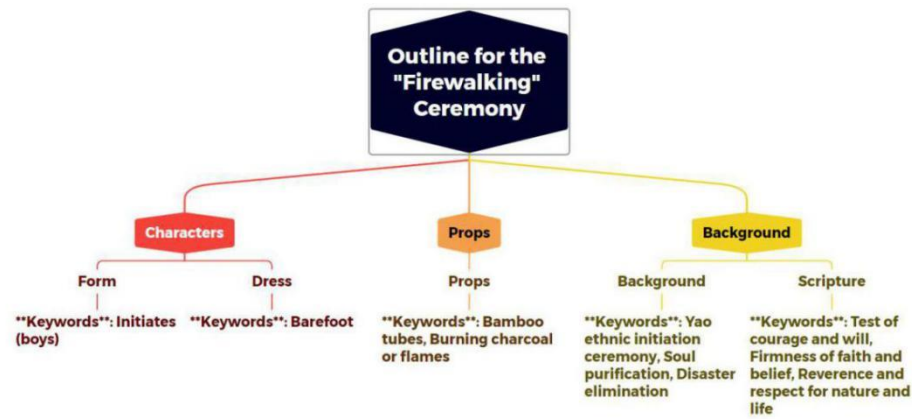 Outline for the
"Firewalking"
Ceremony
Characters
Props
Background
Form
Dress
Props
Background
Scripture
**Keywords**: Initiates
(boys)
**Keywords**: Barefoot
**Keywords**: Bamboo
tubes, Burning charcoal
or flames
**Keywords**: Yao
ethnic initiation
ceremony, Soul
purification, Disaster
elimination
**Keywords**: Test of
courage and will,
Firmness of faith and
belief, Reverence and
respect for nature and
life